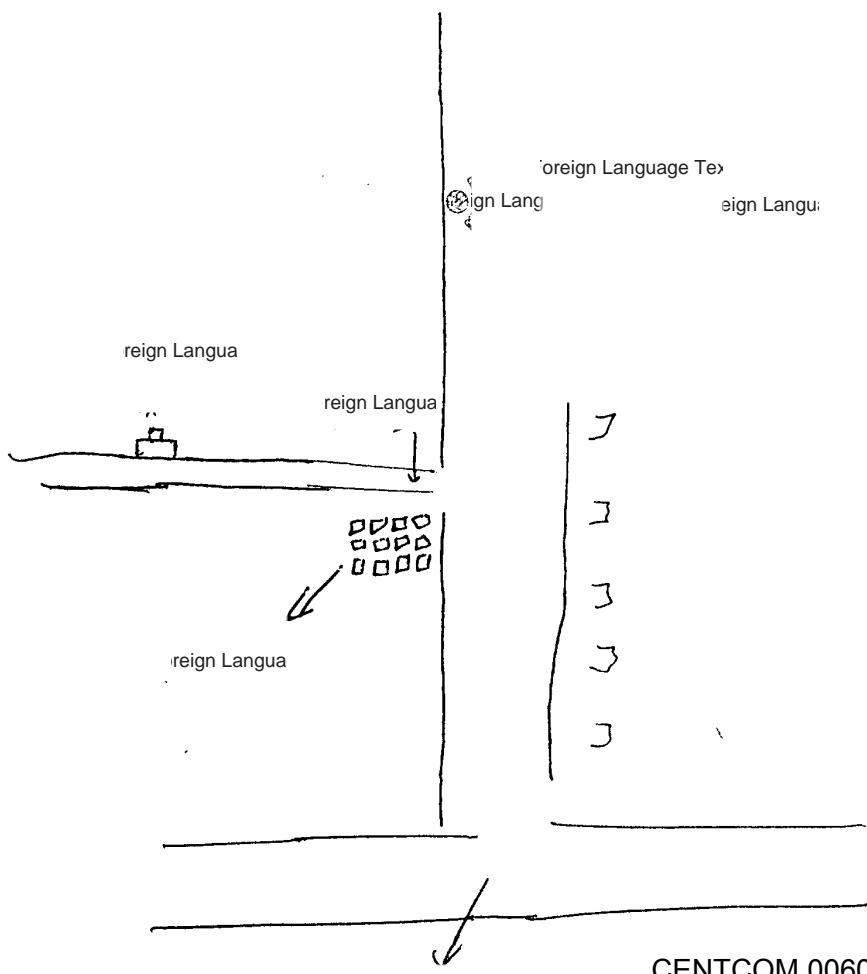 oreign Language Tex
ign Lang
eign Langu
reign Langua
reign Langua
reign Langua
CENTCOM 0060